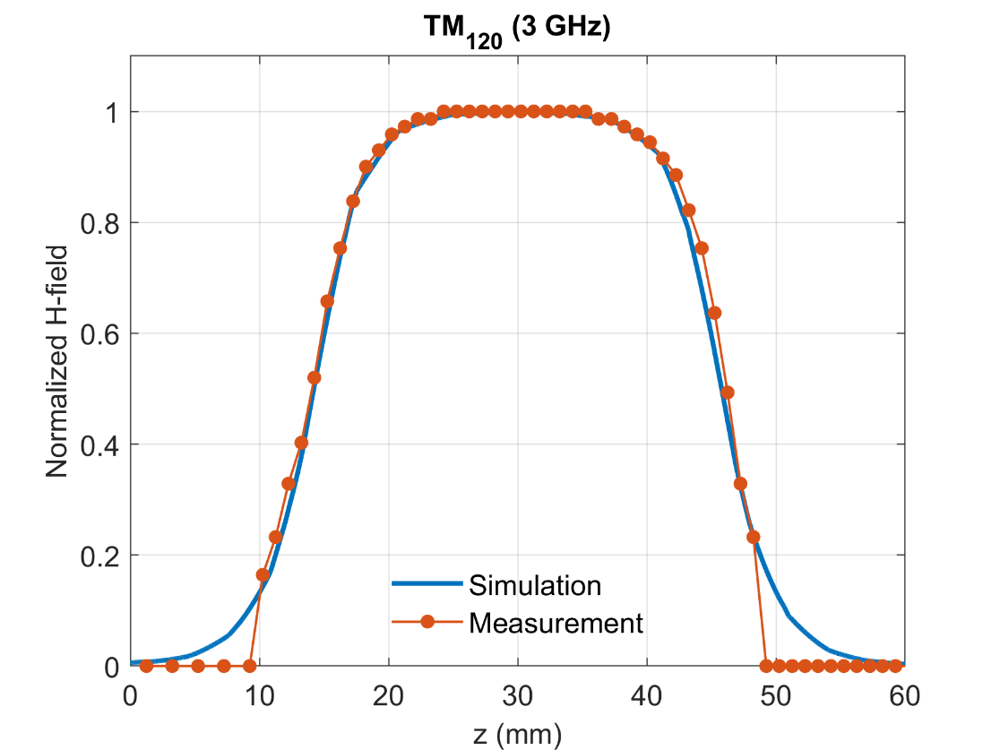 TM120 (3 GHz)
Normalized H-field
1
0.8
0.6
0.4
0.2
0
Simulation
Measurement
0 10 20 30 40 50 60
z (mm)